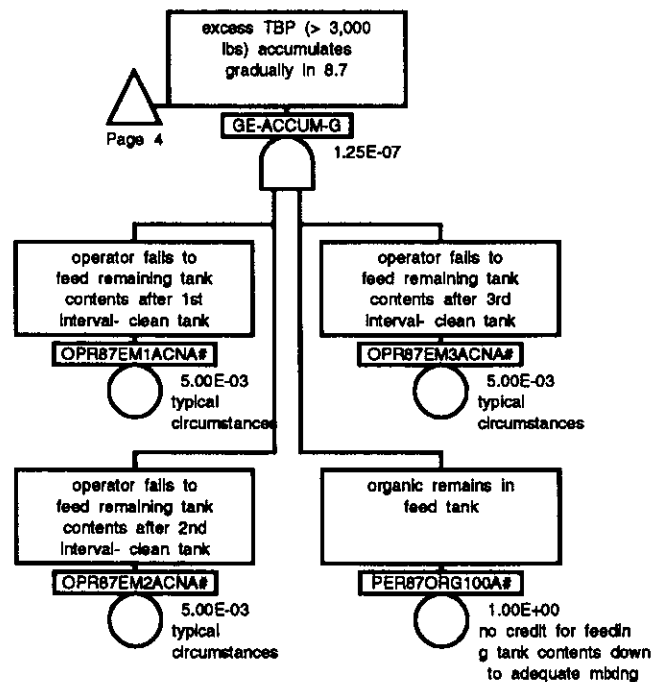 excess TBP (> 3,000
lbs) accumulates
gradually in 8.7
Page 4
GE-ACCUM-G
1.25E-07
operator fails to
feed remaining tank
contents after 1st
interval- clean tank
OPR87EM1ACNA#
5.00E-03
typical
circumstances
operator fails to
feed remaining tank
contents after 3rd
interval- clean tank
OPR87EM3ACNA#
5.00E-03
typical
circumstances
operator fails to
feed remaining tank
contents after 2nd
interval- clean tank
OPR87EM2ACNA#
5.00E-03
typical
circumstances
organic remains in
feed tank
PER87ORG100A#
1.00E+00
no credit for feedin
g tank contents down
to adequate mixing